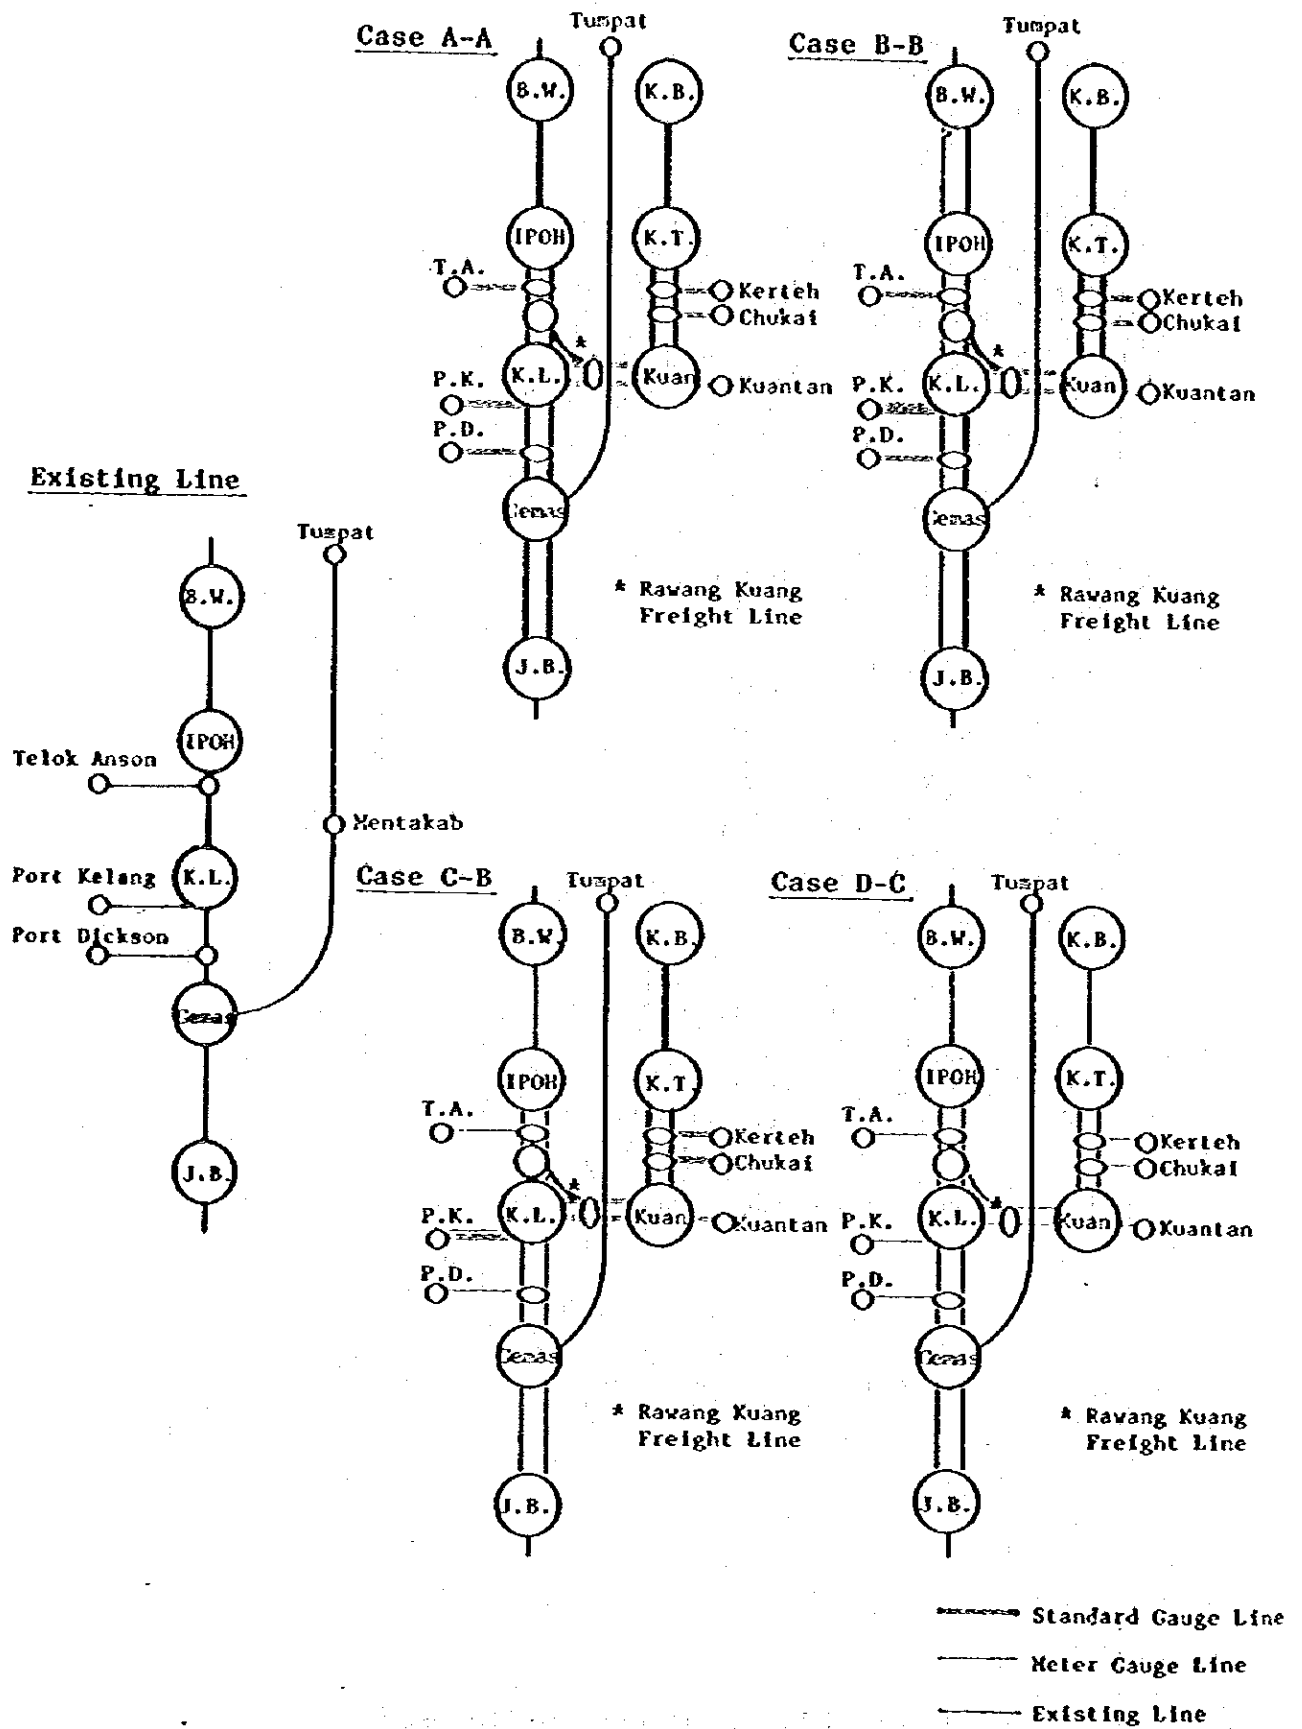 Case A-A
Tumpat
B.W.
K.B.
IPOH
K.T.
T.A.
Kerteh
Chukai
*
P.K.
K.L.
Kuan
Kuantan
P.D.
Gemas
* Rawang Kuang
Freight Line
J.B.
Case B-B
Tumpat
B.W.
K.B.
IPOH
K.T.
T.A.
Kerteh
Chukai
*
P.K.
K.L.
Kuan
Kuantan
P.D.
Gemas
* Rawang Kuang
Freight Line
J.B.
Existing Line
Tumpat
B.W.
IPOH
Telok Anson
Mentakab
Port Kelang
K.L.
Port Dickson
Gemas
J.B.
Case C-B
Tumpat
B.W.
K.B.
IPOH
K.T.
T.A.
Kerteh
Chukai
*
P.K.
K.L.
Kuan
Kuantan
P.D.
Gemas
* Rawang Kuang
Freight Line
J.B.
Case D-C
Tumpat
B.W.
K.B.
IPOH
K.T.
T.A.
Kerteh
Chukai
*
P.K.
K.L.
Kuan
Kuantan
P.D.
Gemas
* Rawang Kuang
Freight Line
J.B.
Standard Gauge Line
Meter Gauge Line
Existing Line